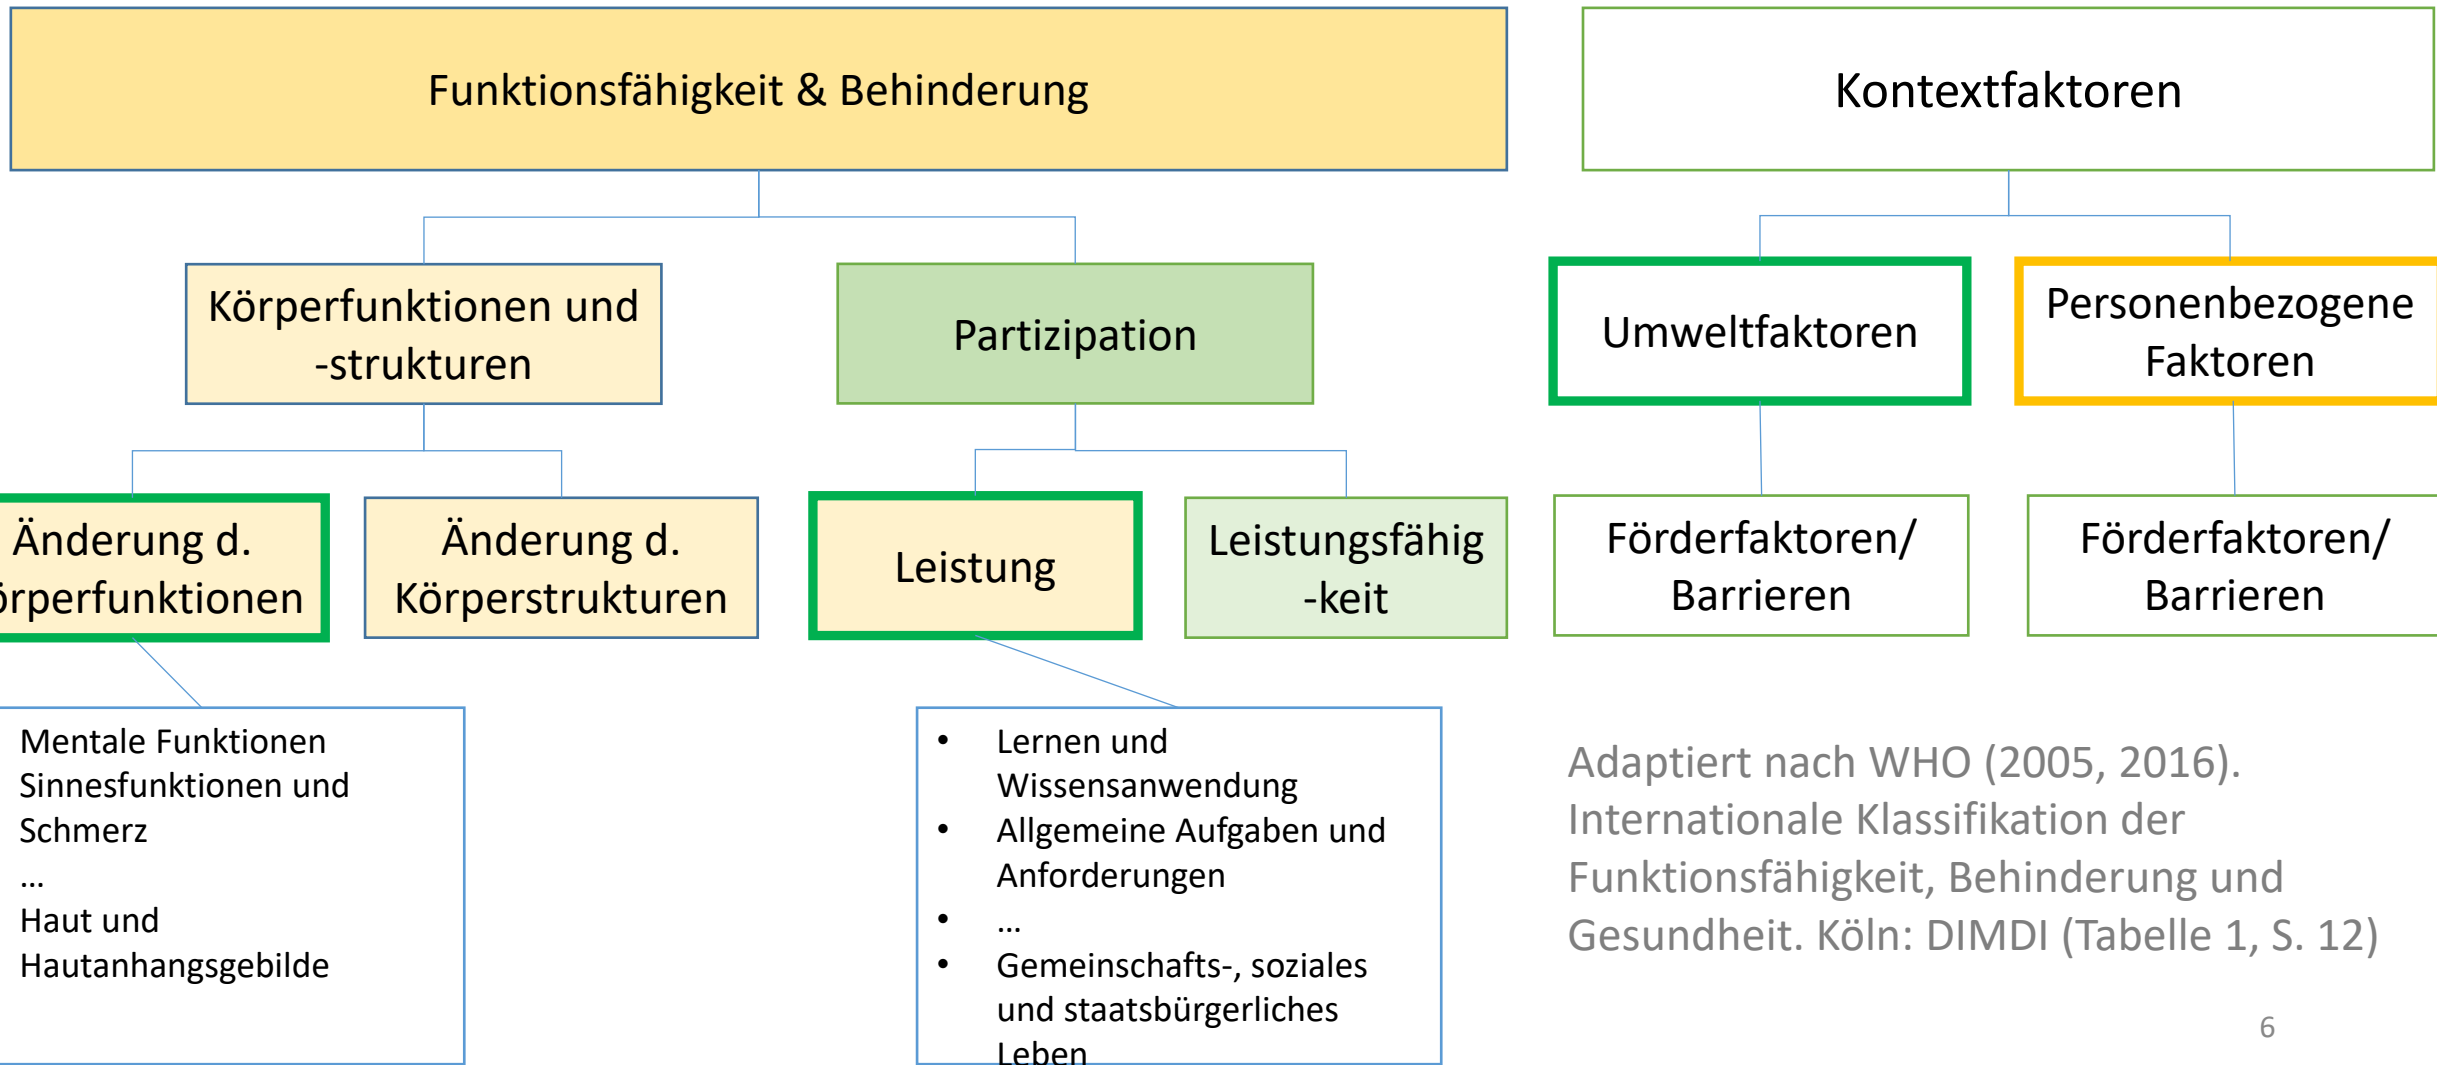 Funktionsfähigkeit & Behinderung
Kontextfaktoren
Körperfunktionen und
-strukturen
Partizipation
Umweltfaktoren
Personenbezogene
Faktoren
Änderung d.
örperfunktionen
Änderung d.
Körperstrukturen
Leistung
Leistungsfähig
-keit
Förderfaktoren/
Barrieren
Förderfaktoren/
Barrieren
Mentale Funktionen
Sinnesfunktionen und
Schmerz
...
Haut und
Hautanhangsgebilde
• Lernen und
Wissensanwendung
• Allgemeine Aufgaben und
Anforderungen
• ...
• Gemeinschafts-, soziales
und staatsbürgerliches
Leben
Adaptiert nach WHO (2005, 2016).
Internationale Klassifikation der
Funktionsfähigkeit, Behinderung und
Gesundheit. Köln: DIMDI (Tabelle 1, S. 12)
6